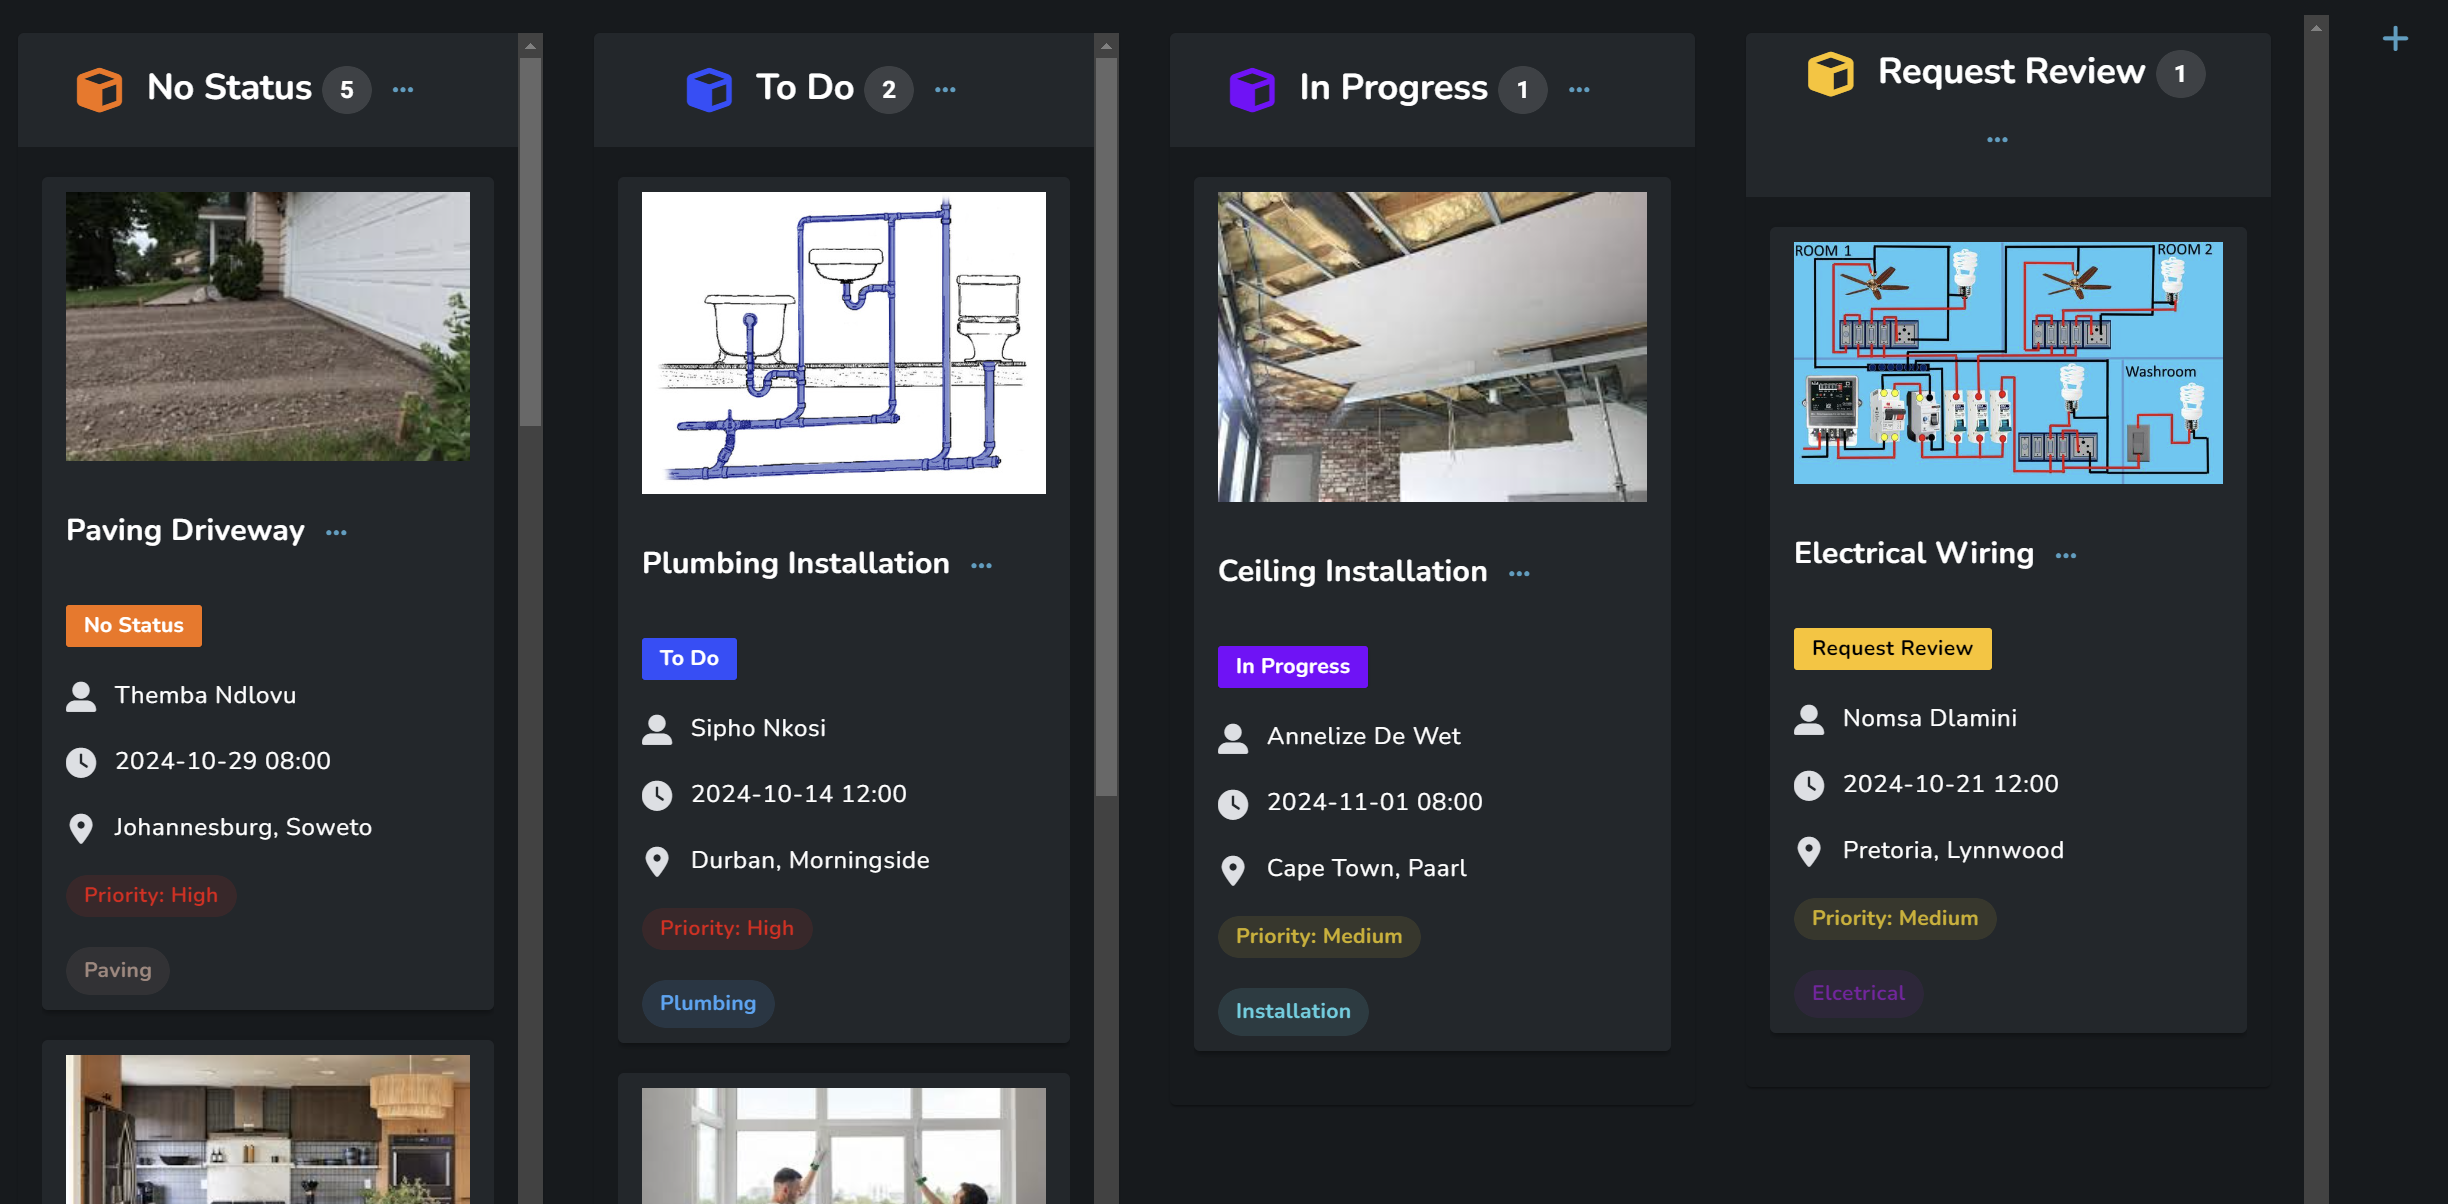 No Status 5
Paving Driveway
No Status
Themba Ndlovu
2024-10-29 08:00
Johannesburg, Soweto
Priority: High
Paving
To Do 2
Plumbing Installation
To Do
Sipho Nkosi
2024-10-14 12:00
Durban, Morningside
Priority: High
Plumbing
In Progress 1
Ceiling Installation
In Progress
Annelize De Wet
2024-11-01 08:00
Cape Town, Paarl
Priority: Medium
Installation
Request Review 1
ROOM 1
ROOM 2
Washroom
Electrical Wiring
Request Review
Nomsa Dlamini
2024-10-21 12:00
Pretoria, Lynnwood
Priority: Medium
Elcetrical